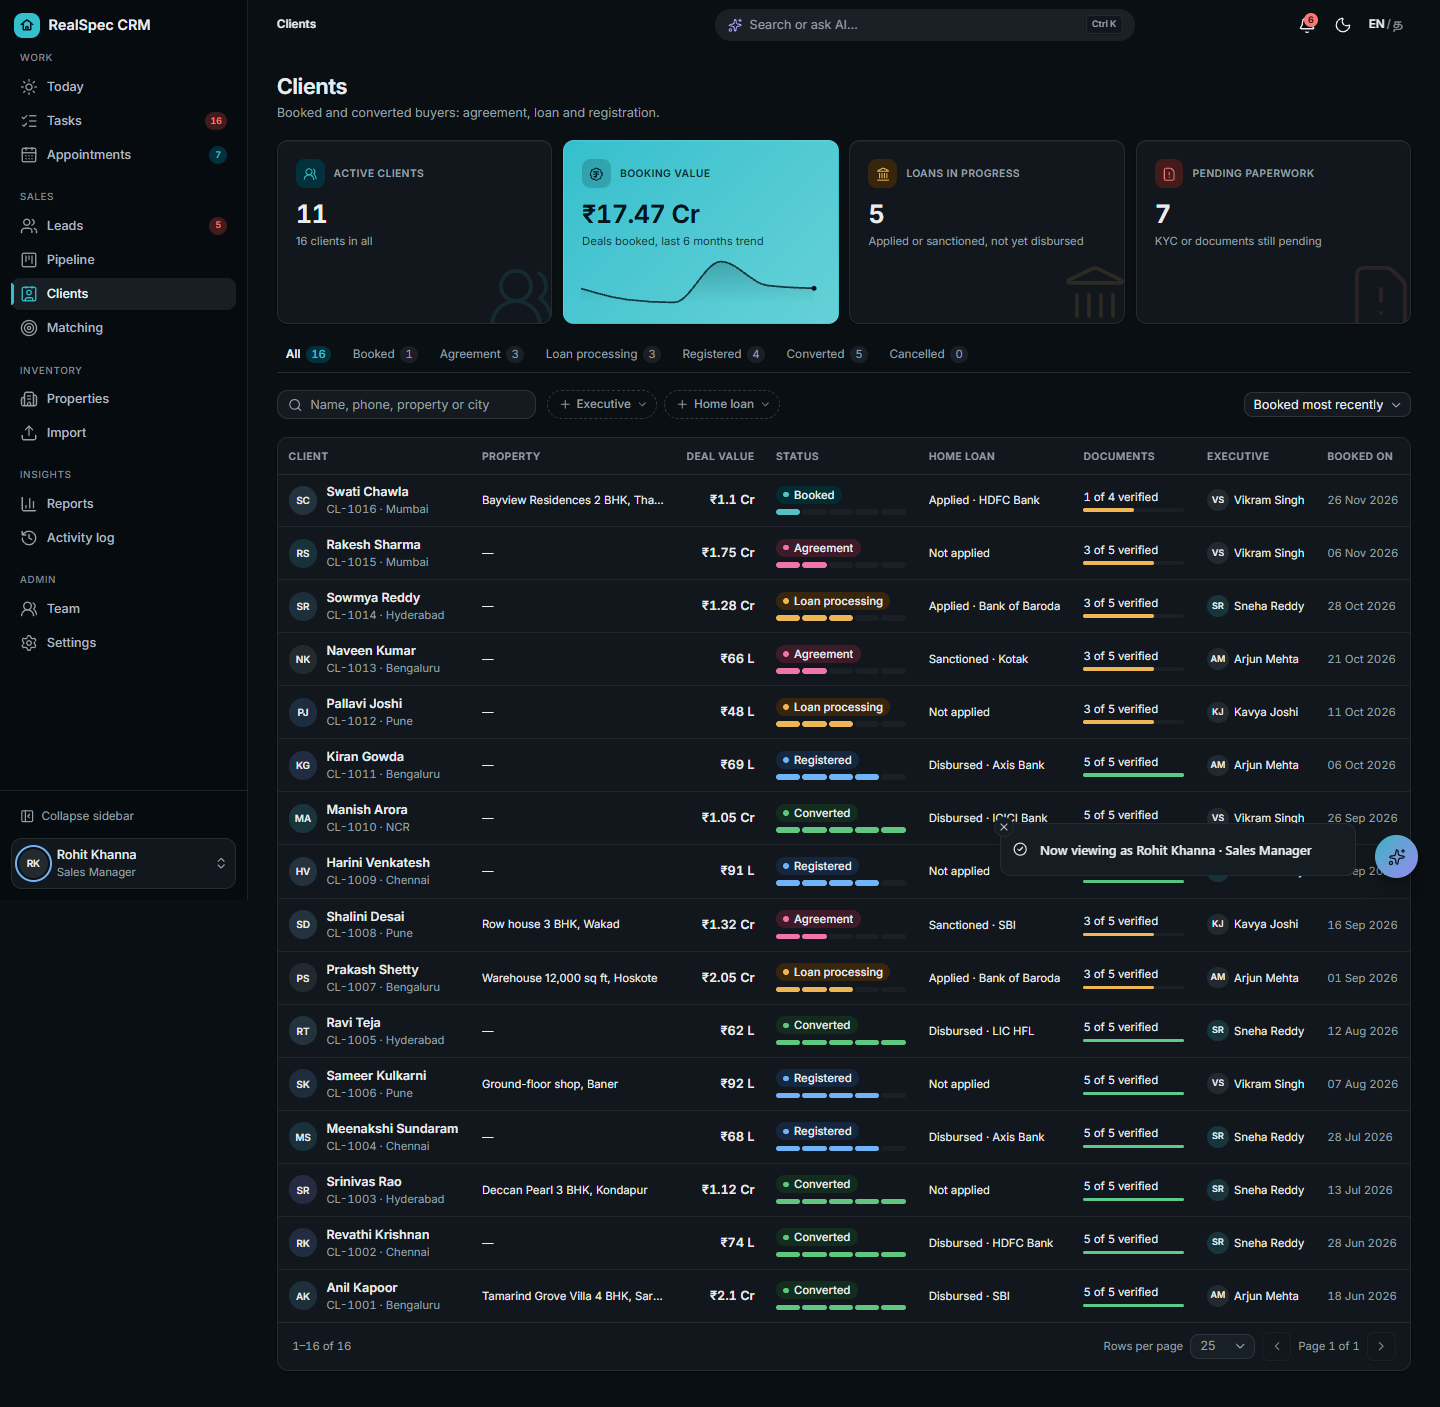 RealSpec CRM
WORK
Today
Tasks 16
Appointments 7
SALES
Leads 5
Pipeline
Clients
Matching
INVENTORY
Properties
Import
INSIGHTS
Reports
Activity log
ADMIN
Team
Settings
Collapse sidebar
RK Rohit Khanna
Sales Manager
Clients
Search or ask AI... Ctrl K
6
EN / த
Clients
Booked and converted buyers: agreement, loan and registration.
ACTIVE CLIENTS
11
16 clients in all
BOOKING VALUE
₹17.47 Cr
Deals booked, last 6 months trend
LOANS IN PROGRESS
5
Applied or sanctioned, not yet disbursed
PENDING PAPERWORK
7
KYC or documents still pending
All 16 Booked 1 Agreement 3 Loan processing 3 Registered 4 Converted 5 Cancelled 0
Name, phone, property or city + Executive + Home loan Booked most recently
CLIENT PROPERTY DEAL VALUE STATUS HOME LOAN DOCUMENTS EXECUTIVE BOOKED ON
SC Swati Chawla CL-1016 · Mumbai Bayview Residences 2 BHK, Tha... ₹1.1 Cr Booked Applied · HDFC Bank 1 of 4 verified VS Vikram Singh 26 Nov 2026
RS Rakesh Sharma CL-1015 · Mumbai — ₹1.75 Cr Agreement Not applied 3 of 5 verified VS Vikram Singh 06 Nov 2026
SR Sowmya Reddy CL-1014 · Hyderabad — ₹1.28 Cr Loan processing Applied · Bank of Baroda 3 of 5 verified SR Sneha Reddy 28 Oct 2026
NK Naveen Kumar CL-1013 · Bengaluru — ₹66 L Agreement Sanctioned · Kotak 3 of 5 verified AM Arjun Mehta 21 Oct 2026
PJ Pallavi Joshi CL-1012 · Pune — ₹48 L Loan processing Not applied 3 of 5 verified KJ Kavya Joshi 11 Oct 2026
KG Kiran Gowda CL-1011 · Bengaluru — ₹69 L Registered Disbursed · Axis Bank 5 of 5 verified AM Arjun Mehta 06 Oct 2026
MA Manish Arora CL-1010 · NCR — ₹1.05 Cr Converted Disbursed · ICICI Bank 5 of 5 verified VS Vikram Singh 26 Sep 2026
HV Harini Venkatesh CL-1009 · Chennai — ₹91 L Registered Not applied
Now viewing as Rohit Khanna · Sales Manager
SD Shalini Desai CL-1008 · Pune Row house 3 BHK, Wakad ₹1.32 Cr Agreement Sanctioned · SBI 3 of 5 verified KJ Kavya Joshi 16 Sep 2026
PS Prakash Shetty CL-1007 · Bengaluru Warehouse 12,000 sq ft, Hoskote ₹2.05 Cr Loan processing Applied · Bank of Baroda 3 of 5 verified AM Arjun Mehta 01 Sep 2026
RT Ravi Teja CL-1005 · Hyderabad — ₹62 L Converted Disbursed · LIC HFL 5 of 5 verified SR Sneha Reddy 12 Aug 2026
SK Sameer Kulkarni CL-1006 · Pune Ground-floor shop, Baner ₹92 L Registered Not applied 5 of 5 verified VS Vikram Singh 07 Aug 2026
MS Meenakshi Sundaram CL-1004 · Chennai — ₹68 L Registered Disbursed · Axis Bank 5 of 5 verified SR Sneha Reddy 28 Jul 2026
SR Srinivas Rao CL-1003 · Hyderabad Deccan Pearl 3 BHK, Kondapur ₹1.12 Cr Converted Not applied 5 of 5 verified SR Sneha Reddy 13 Jul 2026
RK Revathi Krishnan CL-1002 · Chennai — ₹74 L Converted Disbursed · HDFC Bank 5 of 5 verified SR Sneha Reddy 28 Jun 2026
AK Anil Kapoor CL-1001 · Bengaluru Tamarind Grove Villa 4 BHK, Sar... ₹2.1 Cr Converted Disbursed · SBI 5 of 5 verified AM Arjun Mehta 18 Jun 2026
1–16 of 16 Rows per page 25 Page 1 of 1